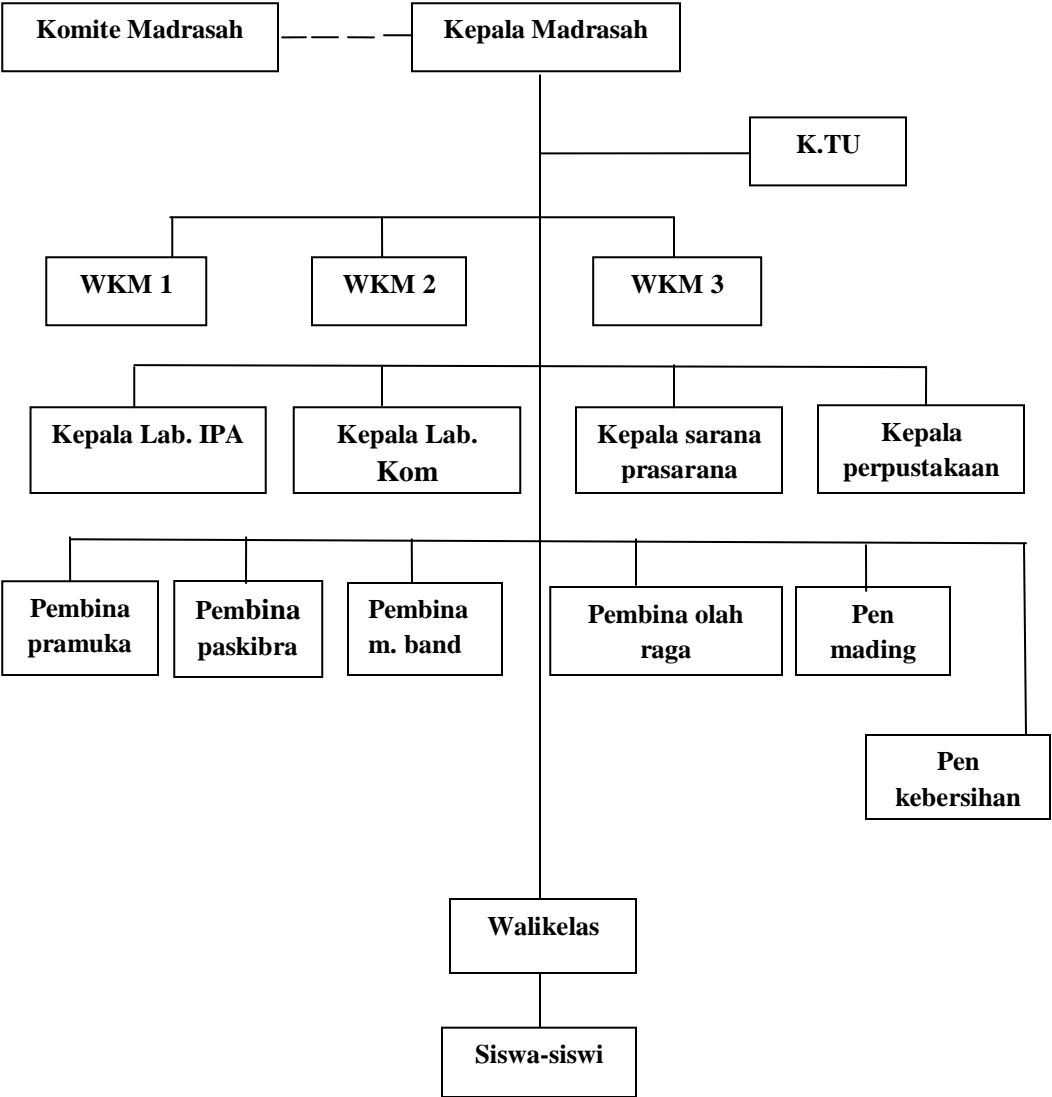 Komite Madrasah
Kepala Madrasah
K.TU
WKM 1
WKM 2
WKM 3
Kepala Lab. IPA
Kepala Lab.
Kom
Kepala sarana
prasarana
Kepala
perpustakaan
Pembina
pramuka
Pembina
paskibra
Pembina
m. band
Pembina olah
raga
Pen
mading
Pen
kebersihan
Walikelas
Siswa-siswi